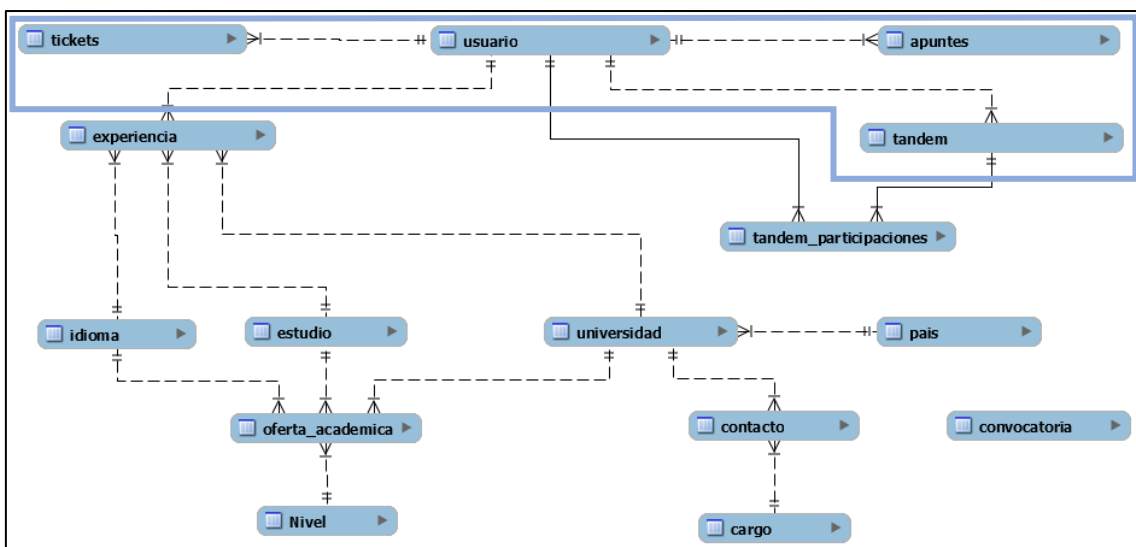 tickets
usuario
apuntes
experiencia
tandem
tandem_participaciones
idioma
estudio
universidad
pais
oferta_academica
contacto
convocatoria
Nivel
cargo